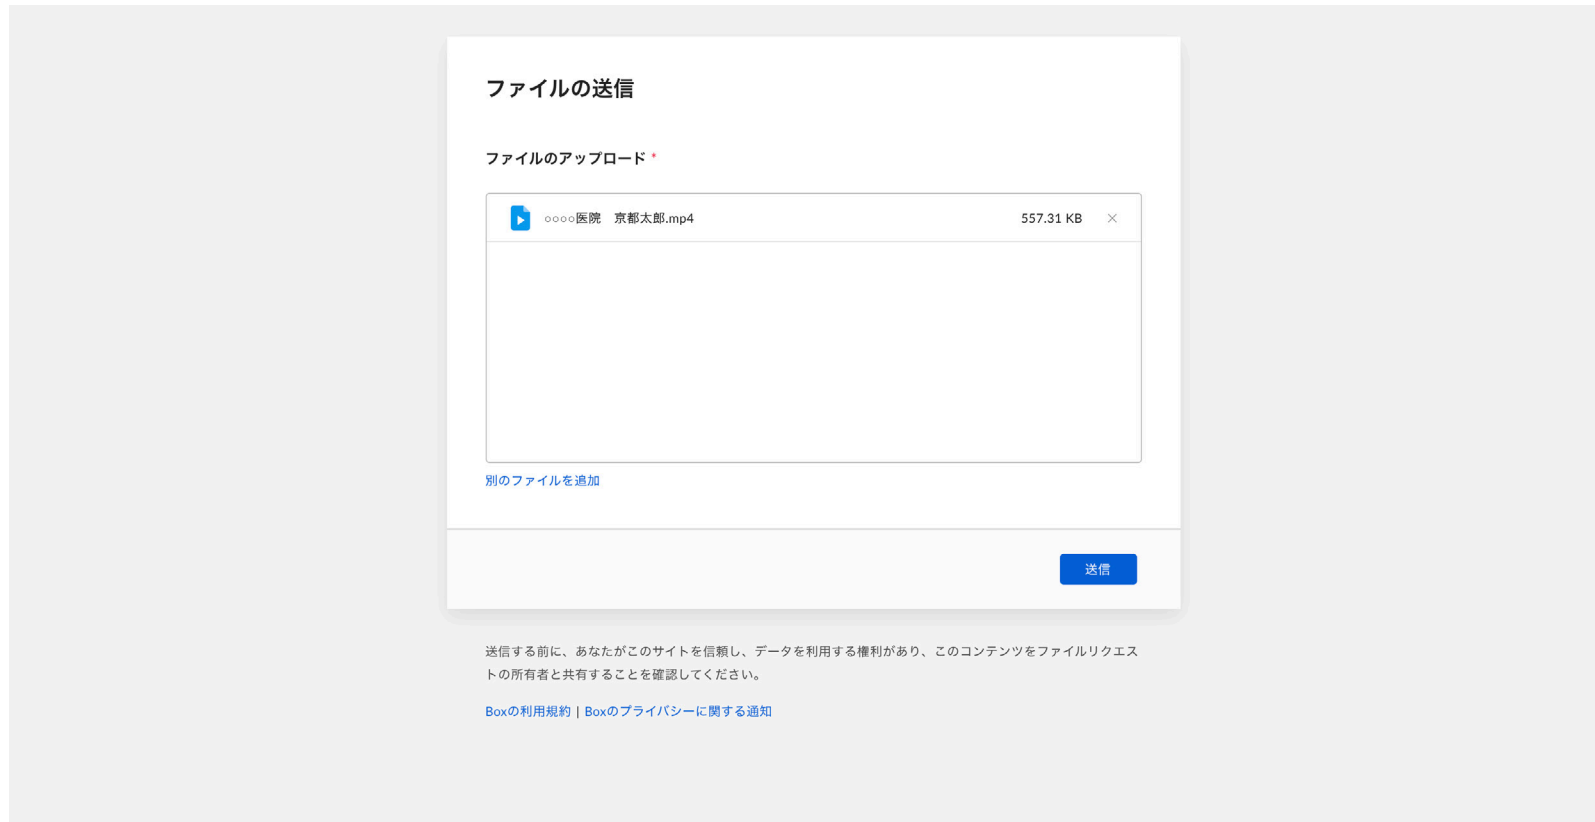 ファイルの送信
ファイルのアップロード *
○○○○医院　京都太郎.mp4 557.31 KB ×
別のファイルを追加
送信
送信する前に、あなたがこのサイトを信頼し、データを利用する権利があり、このコンテンツをファイルリクエス
トの所有者と共有することを確認してください。
Boxの利用規約 | Boxのプライバシーに関する通知